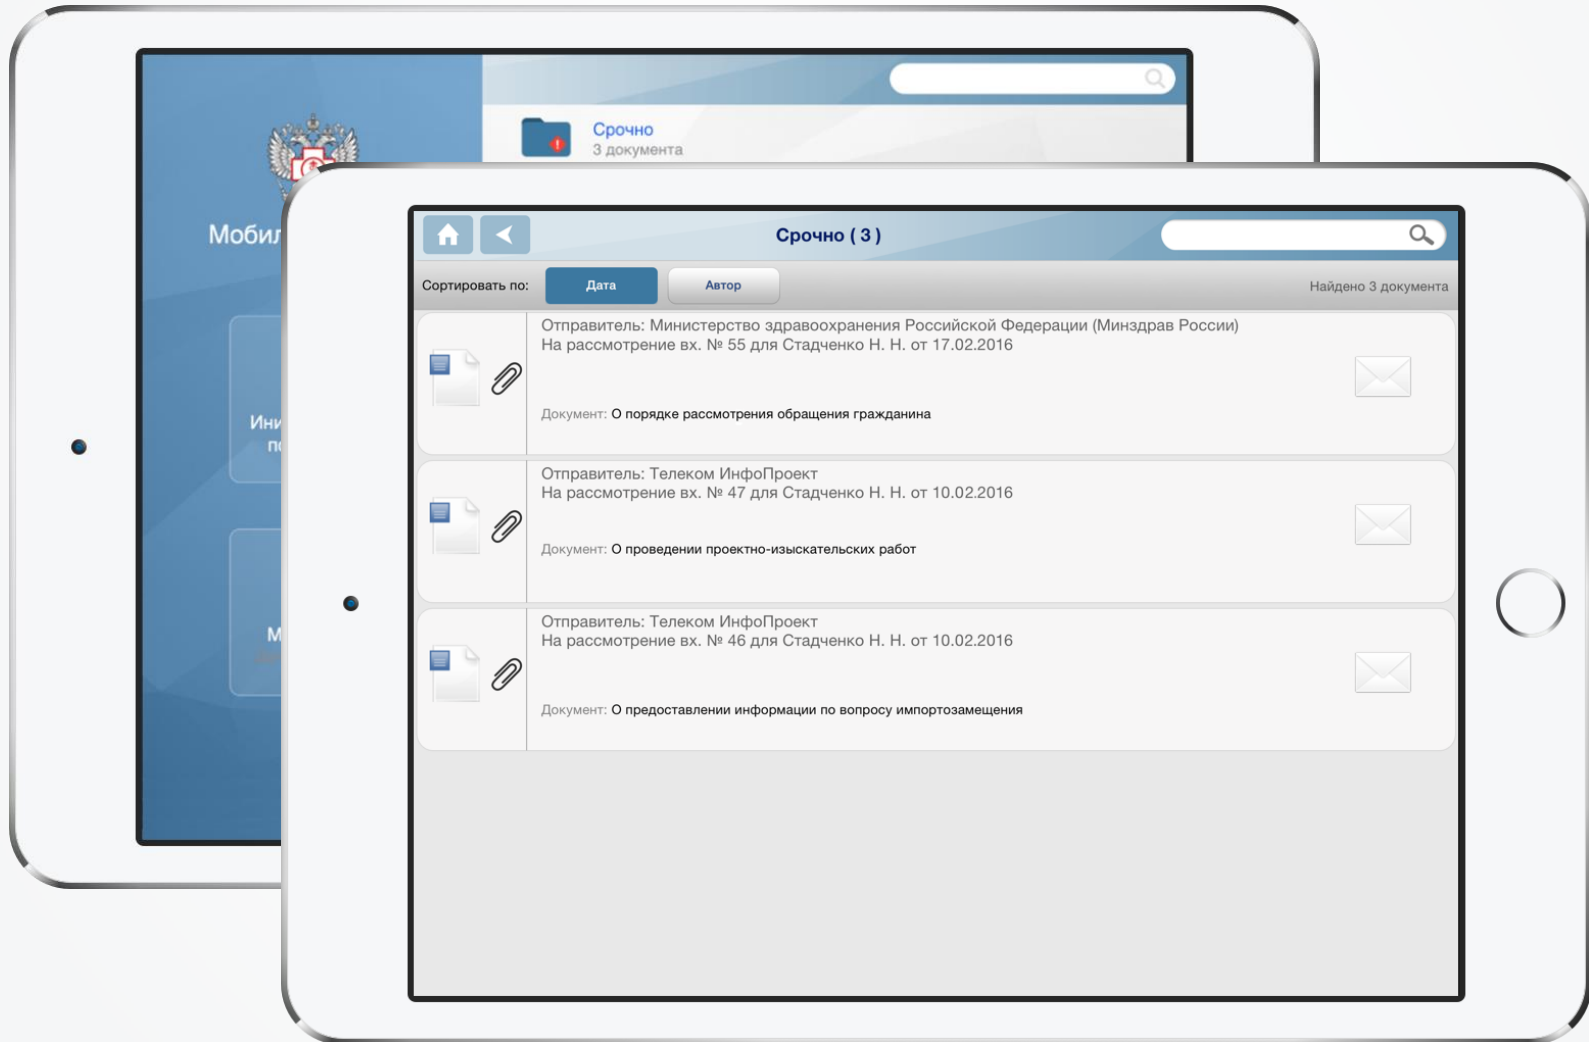 Срочно
3 документа
Срочно ( 3 )
Сортировать по:
Дата
Автор
Найдено 3 документа
Отправитель: Министерство здравоохранения Российской Федерации (Минздрав России)
На рассмотрение вх. № 55 для Стадченко Н. Н. от 17.02.2016
Документ: О порядке рассмотрения обращения гражданина
Отправитель: Телеком ИнфоПроект
На рассмотрение вх. № 47 для Стадченко Н. Н. от 10.02.2016
Документ: О проведении проектно-изыскательских работ
Отправитель: Телеком ИнфоПроект
На рассмотрение вх. № 46 для Стадченко Н. Н. от 10.02.2016
Документ: О предоставлении информации по вопросу импортозамещения